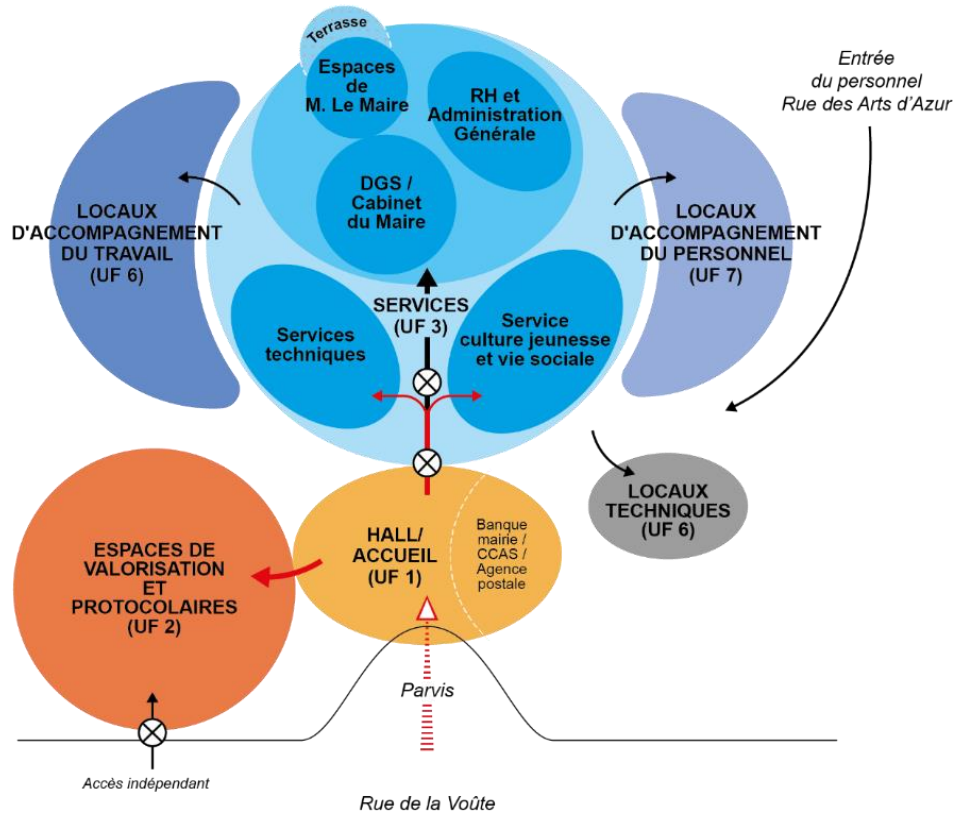 Terrasse
Espaces
de
M. Le Maire
RH et
Administration
Générale
DGS /
Cabinet
du Maire
Entrée
du personnel
Rue des Arts d'Azur
LOCAUX
D'ACCOMPAGNEMENT
DU TRAVAIL
(UF 6)
LOCAUX
D'ACCOMPAGNEMENT
DU PERSONNEL
(UF 7)
SERVICES
(UF 3)
Services
techniques
Service
culture jeunesse
et vie sociale
LOCAUX
TECHNIQUES
(UF 6)
ESPACES DE
VALORISATION
ET
PROTOCOLAIRES
(UF 2)
HALL/
ACCUEIL
(UF 1)
Banque
mairie /
CCAS /
Agence
postale
Parvis
Accès indépendant
Rue de la Voûte